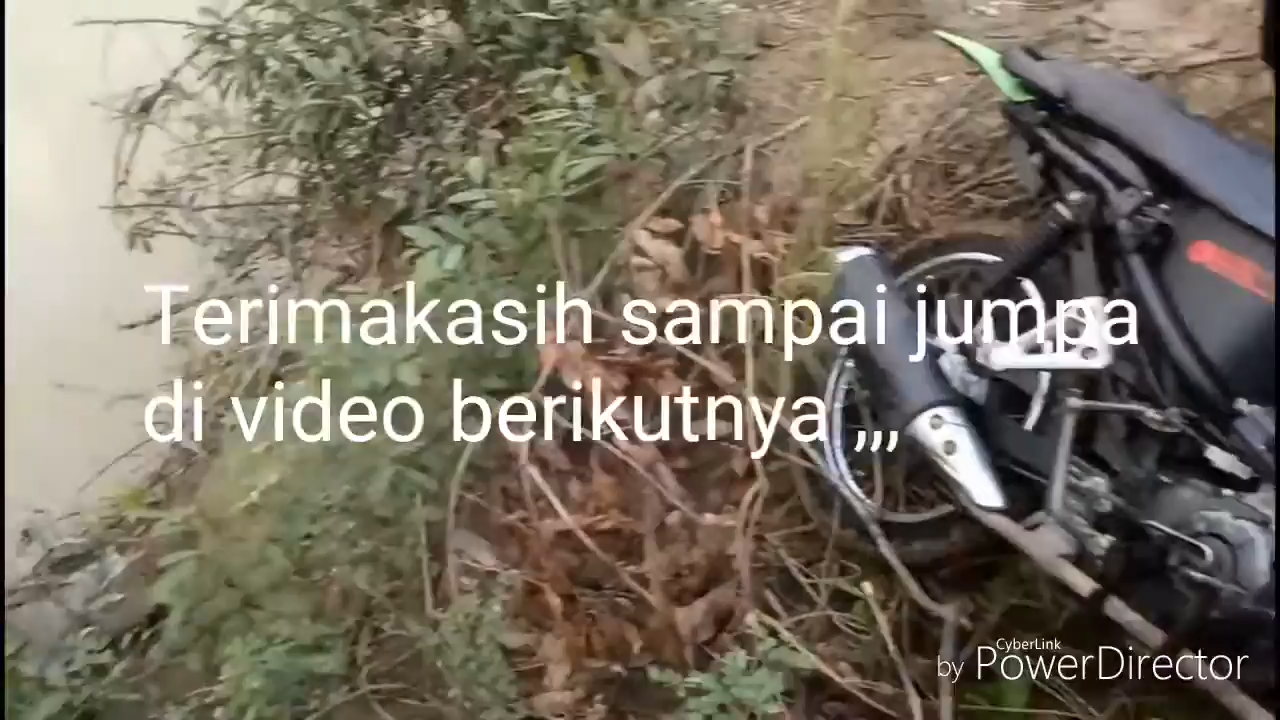 Terimakasih sampai jumpa
di video berikutnya ,,,
CyberLink
by PowerDirector